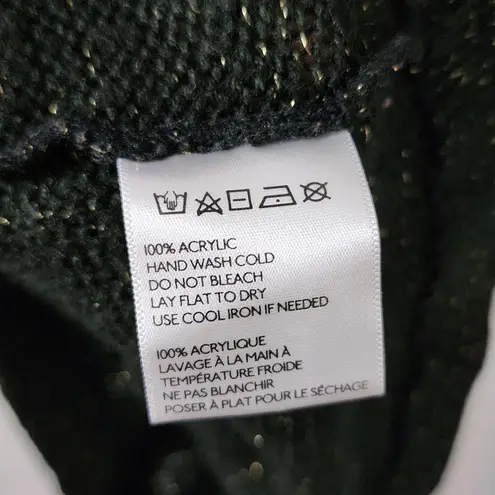 100% ACRYLIC
HAND WASH COLD
DO NOT BLEACH
LAY FLAT TO DRY
USE COOL IRON IF NEEDED
100% ACRYLIQUE
LAVAGE À LA MAIN À
TEMPÉRATURE FROIDE
NE PAS BLANCHIR
POSER À PLAT POUR LE SÉCHAGE